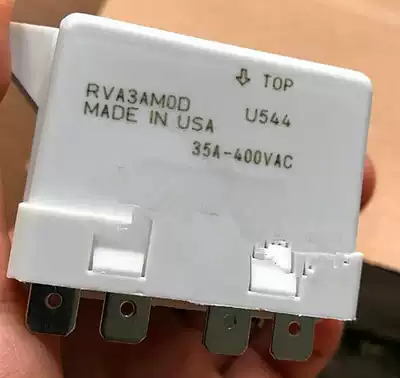 ⇩ TOP
RVA3AM0D
MADE IN USA U544
35A-400VAC